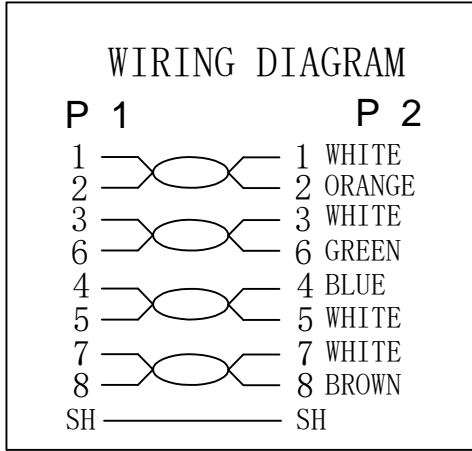 WIRING DIAGRAM
P 1 P 2
1 1 WHITE
2 2 ORANGE
3 3 WHITE
6 6 GREEN
4 4 BLUE
5 5 WHITE
7 7 WHITE
8 8 BROWN
SH SH